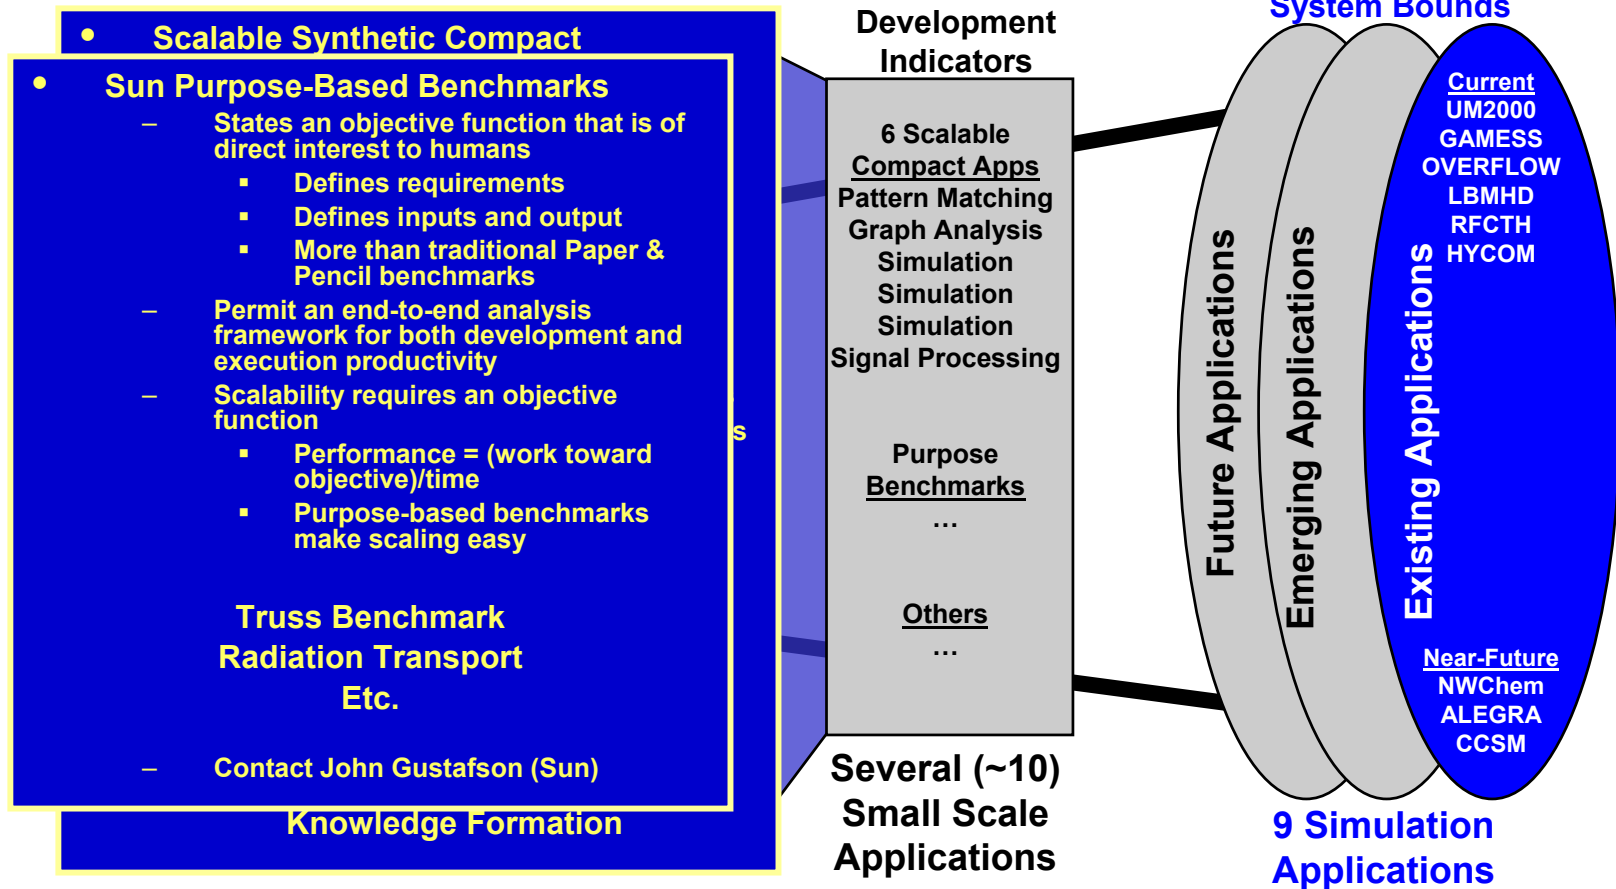 • Scalable Synthetic Compact
• Sun Purpose-Based Benchmarks
– States an objective function that is of
direct interest to humans
▪ Defines requirements
▪ Defines inputs and output
▪ More than traditional Paper &
Pencil benchmarks
– Permit an end-to-end analysis
framework for both development and
execution productivity
– Scalability requires an objective
function
▪ Performance = (work toward
objective)/time
▪ Purpose-based benchmarks
make scaling easy
Truss Benchmark
Radiation Transport
Etc.
– Contact John Gustafson (Sun)
Knowledge Formation
s
Development
Indicators
6 Scalable
Compact Apps
Pattern Matching
Graph Analysis
Simulation
Simulation
Simulation
Signal Processing
Purpose
Benchmarks
…
Others
…
Several (~10)
Small Scale
Applications
System Bounds
Future Applications
Emerging Applications
Existing Applications
Current
UM2000
GAMESS
OVERFLOW
LBMHD
RFCTH
HYCOM
Near-Future
NWChem
ALEGRA
CCSM
9 Simulation
Applications